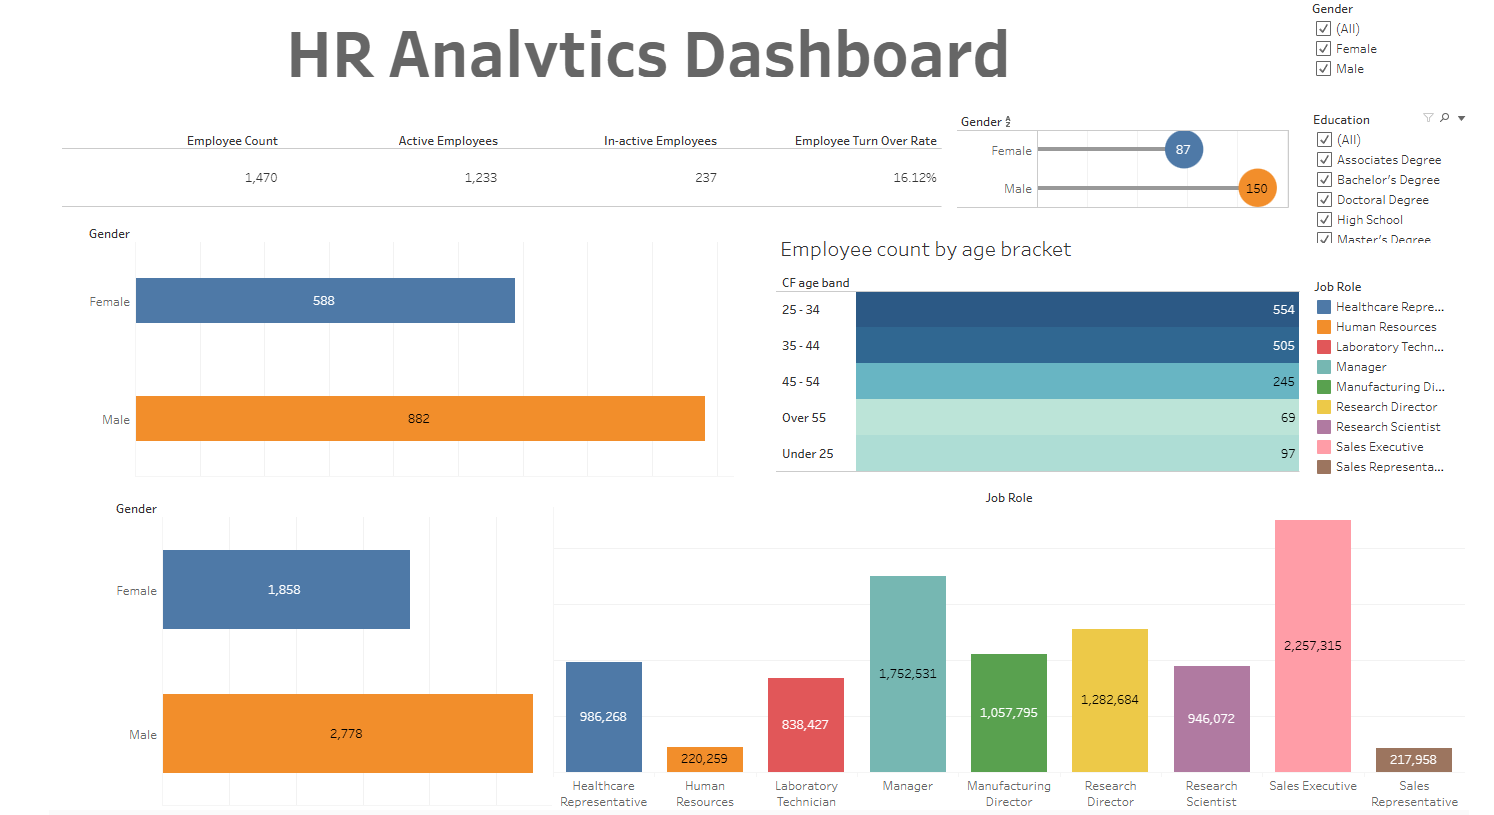 HR Analytics Dashboard
Gender
(All)
Female
Male
Employee Count
Active Employees
In-active Employees
Employee Turn Over Rate
1,470
1,233
237
16.12%
Gender
Female
87
Male
150
Education
(All)
Associates Degree
Bachelor's Degree
Doctoral Degree
High School
Master's Degree
Gender
Female
588
Male
882
Employee count by age bracket
CF age band
25 - 34
554
35 - 44
505
45 - 54
245
Over 55
69
Under 25
97
Job Role
Healthcare Repre...
Human Resources
Laboratory Techn...
Manager
Manufacturing Di...
Research Director
Research Scientist
Sales Executive
Sales Representa...
Gender
Female
1,858
Male
2,778
Job Role
986,268
220,259
838,427
1,752,531
1,057,795
1,282,684
946,072
2,257,315
217,958
Healthcare
Representative
Human
Resources
Laboratory
Technician
Manager
Manufacturing
Director
Research
Director
Research
Scientist
Sales Executive
Sales
Representative